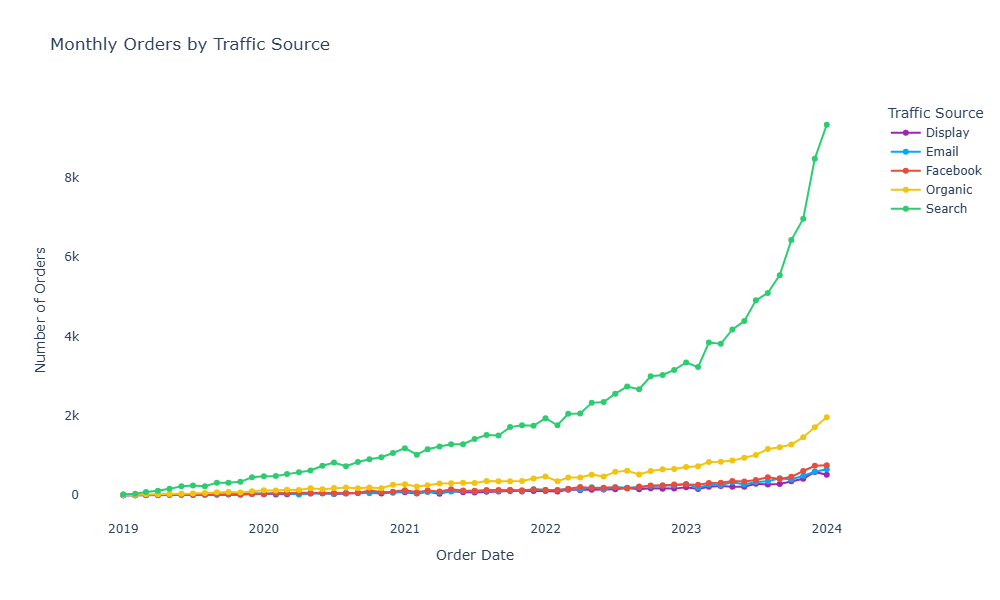 Monthly Orders by Traffic Source
Traffic Source
Display
Email
Facebook
Organic
Search
Number of Orders
8k
6k
4k
2k
0
2019
2020
2021
2022
2023
2024
Order Date